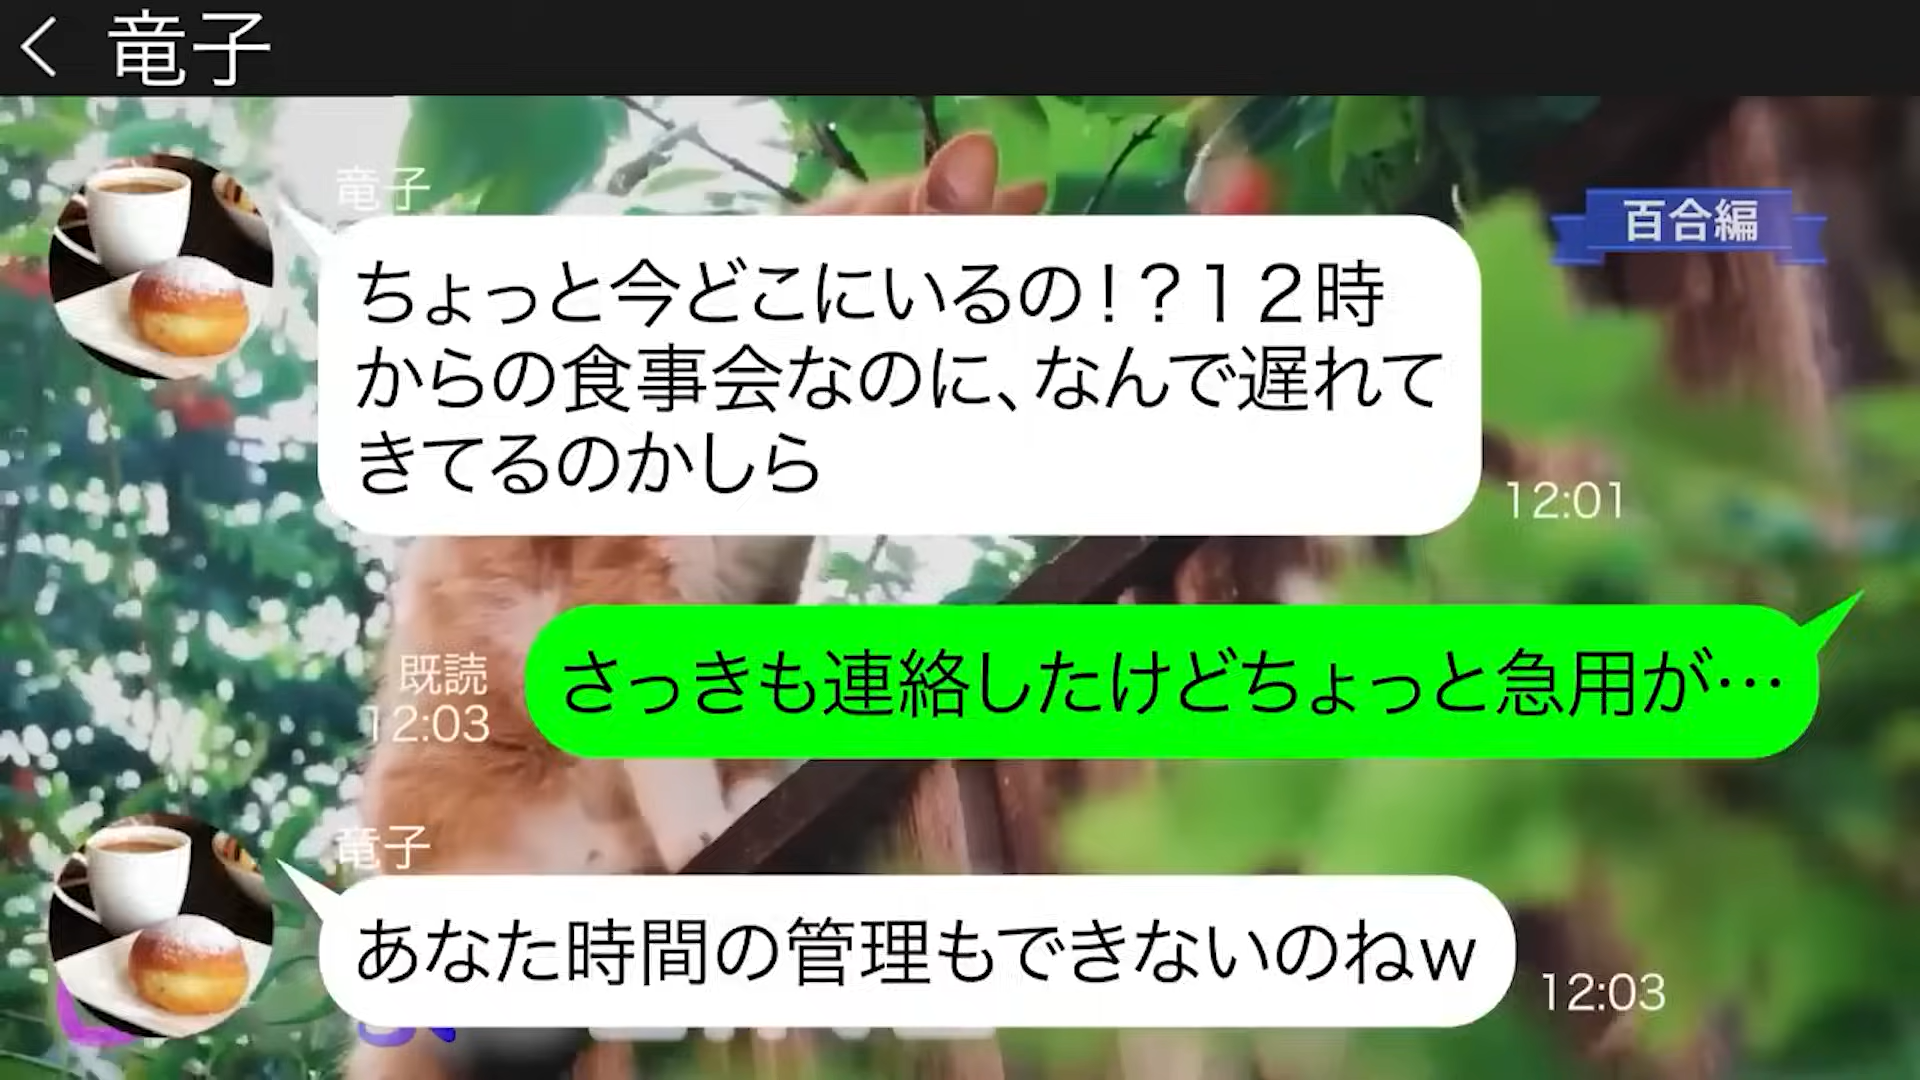 竜子
竜子
百合編
ちょっと今どこにいるの！？１２時
からの食事会なのに、なんで遅れて
きてるのかしら
12:01
さっきも連絡したけどちょっと急用が…
既読
12:03
竜子
あなた時間の管理もできないのねｗ
12:03